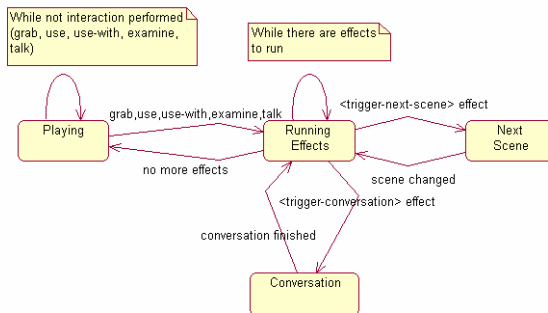 While not interaction performed
(grab, use, use-with, examine,
talk)
While there are effects
to run
grab,use,use-with,examine,talk
<trigger-next-scene> effect
Playing
Running
Effects
Next
Scene
no more effects
scene changed
<trigger-conversation> effect
conversation finished
Conversation